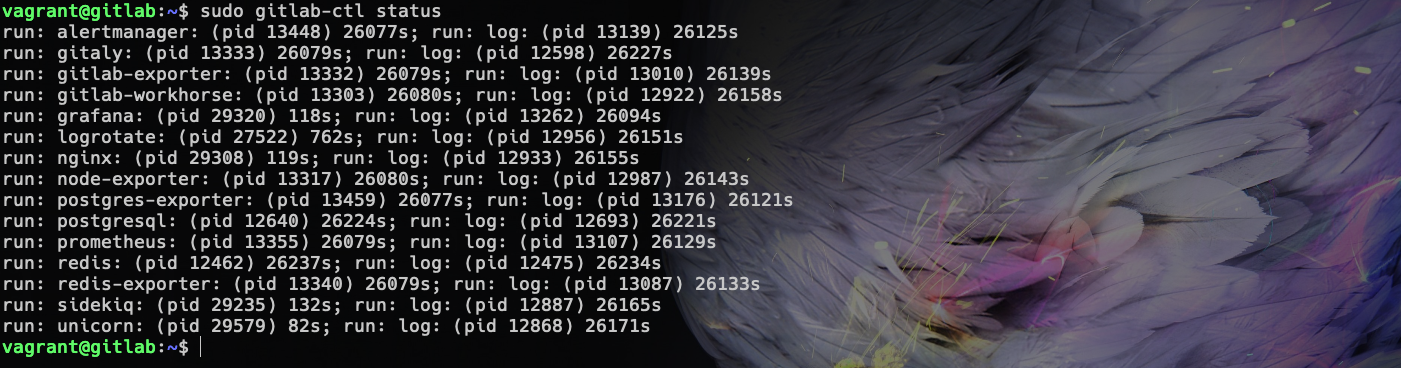 vagrant@gitlab:~$ sudo gitlab-ctl status
run: alertmanager: (pid 13448) 26077s; run: log: (pid 13139) 26125s
run: gitaly: (pid 13333) 26079s; run: log: (pid 12598) 26227s
run: gitlab-exporter: (pid 13332) 26079s; run: log: (pid 13010) 26139s
run: gitlab-workhorse: (pid 13303) 26080s; run: log: (pid 12922) 26158s
run: grafana: (pid 29320) 118s; run: log: (pid 13262) 26094s
run: logrotate: (pid 27522) 762s; run: log: (pid 12956) 26151s
run: nginx: (pid 29308) 119s; run: log: (pid 12933) 26155s
run: node-exporter: (pid 13317) 26080s; run: log: (pid 12987) 26143s
run: postgres-exporter: (pid 13459) 26077s; run: log: (pid 13176) 26121s
run: postgresql: (pid 12640) 26224s; run: log: (pid 12693) 26221s
run: prometheus: (pid 13355) 26079s; run: log: (pid 13107) 26129s
run: redis: (pid 12462) 26237s; run: log: (pid 12475) 26234s
run: redis-exporter: (pid 13340) 26079s; run: log: (pid 13087) 26133s
run: sidekiq: (pid 29235) 132s; run: log: (pid 12887) 26165s
run: unicorn: (pid 29579) 82s; run: log: (pid 12868) 26171s
vagrant@gitlab:~$